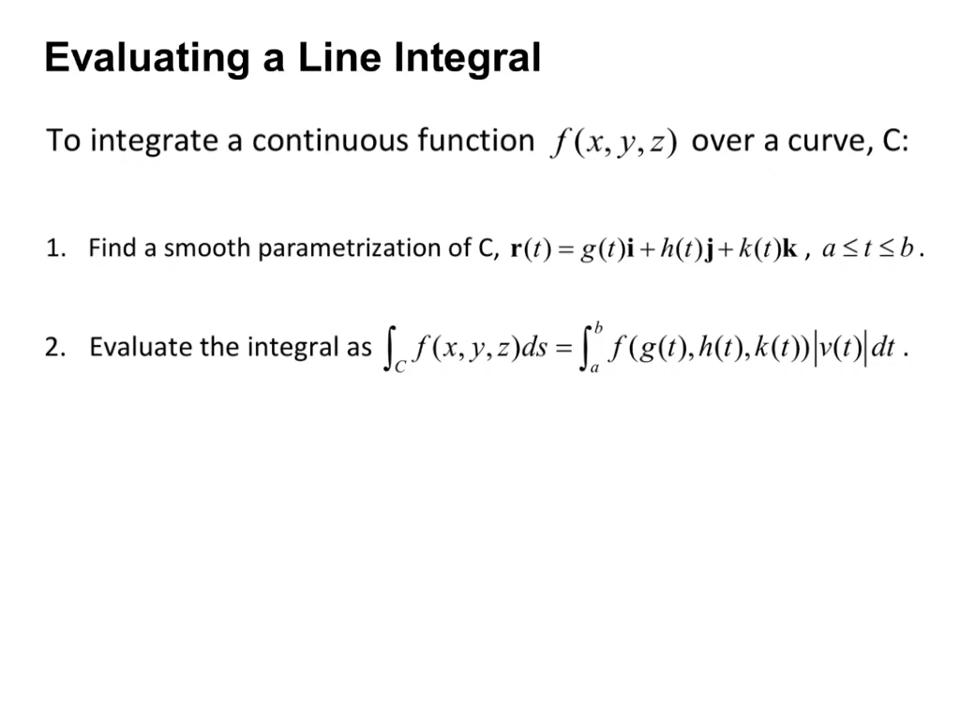 Evaluating a Line Integral
To integrate a continuous function f(x, y, z) over a curve, C:
1. Find a smooth parametrization of C, r(t) = g(t)i + h(t)j + k(t)k , a ≤ t ≤ b .
2. Evaluate the integral as ∫_C f(x, y, z)ds = ∫_a^b f(g(t), h(t), k(t))|v(t)| dt .